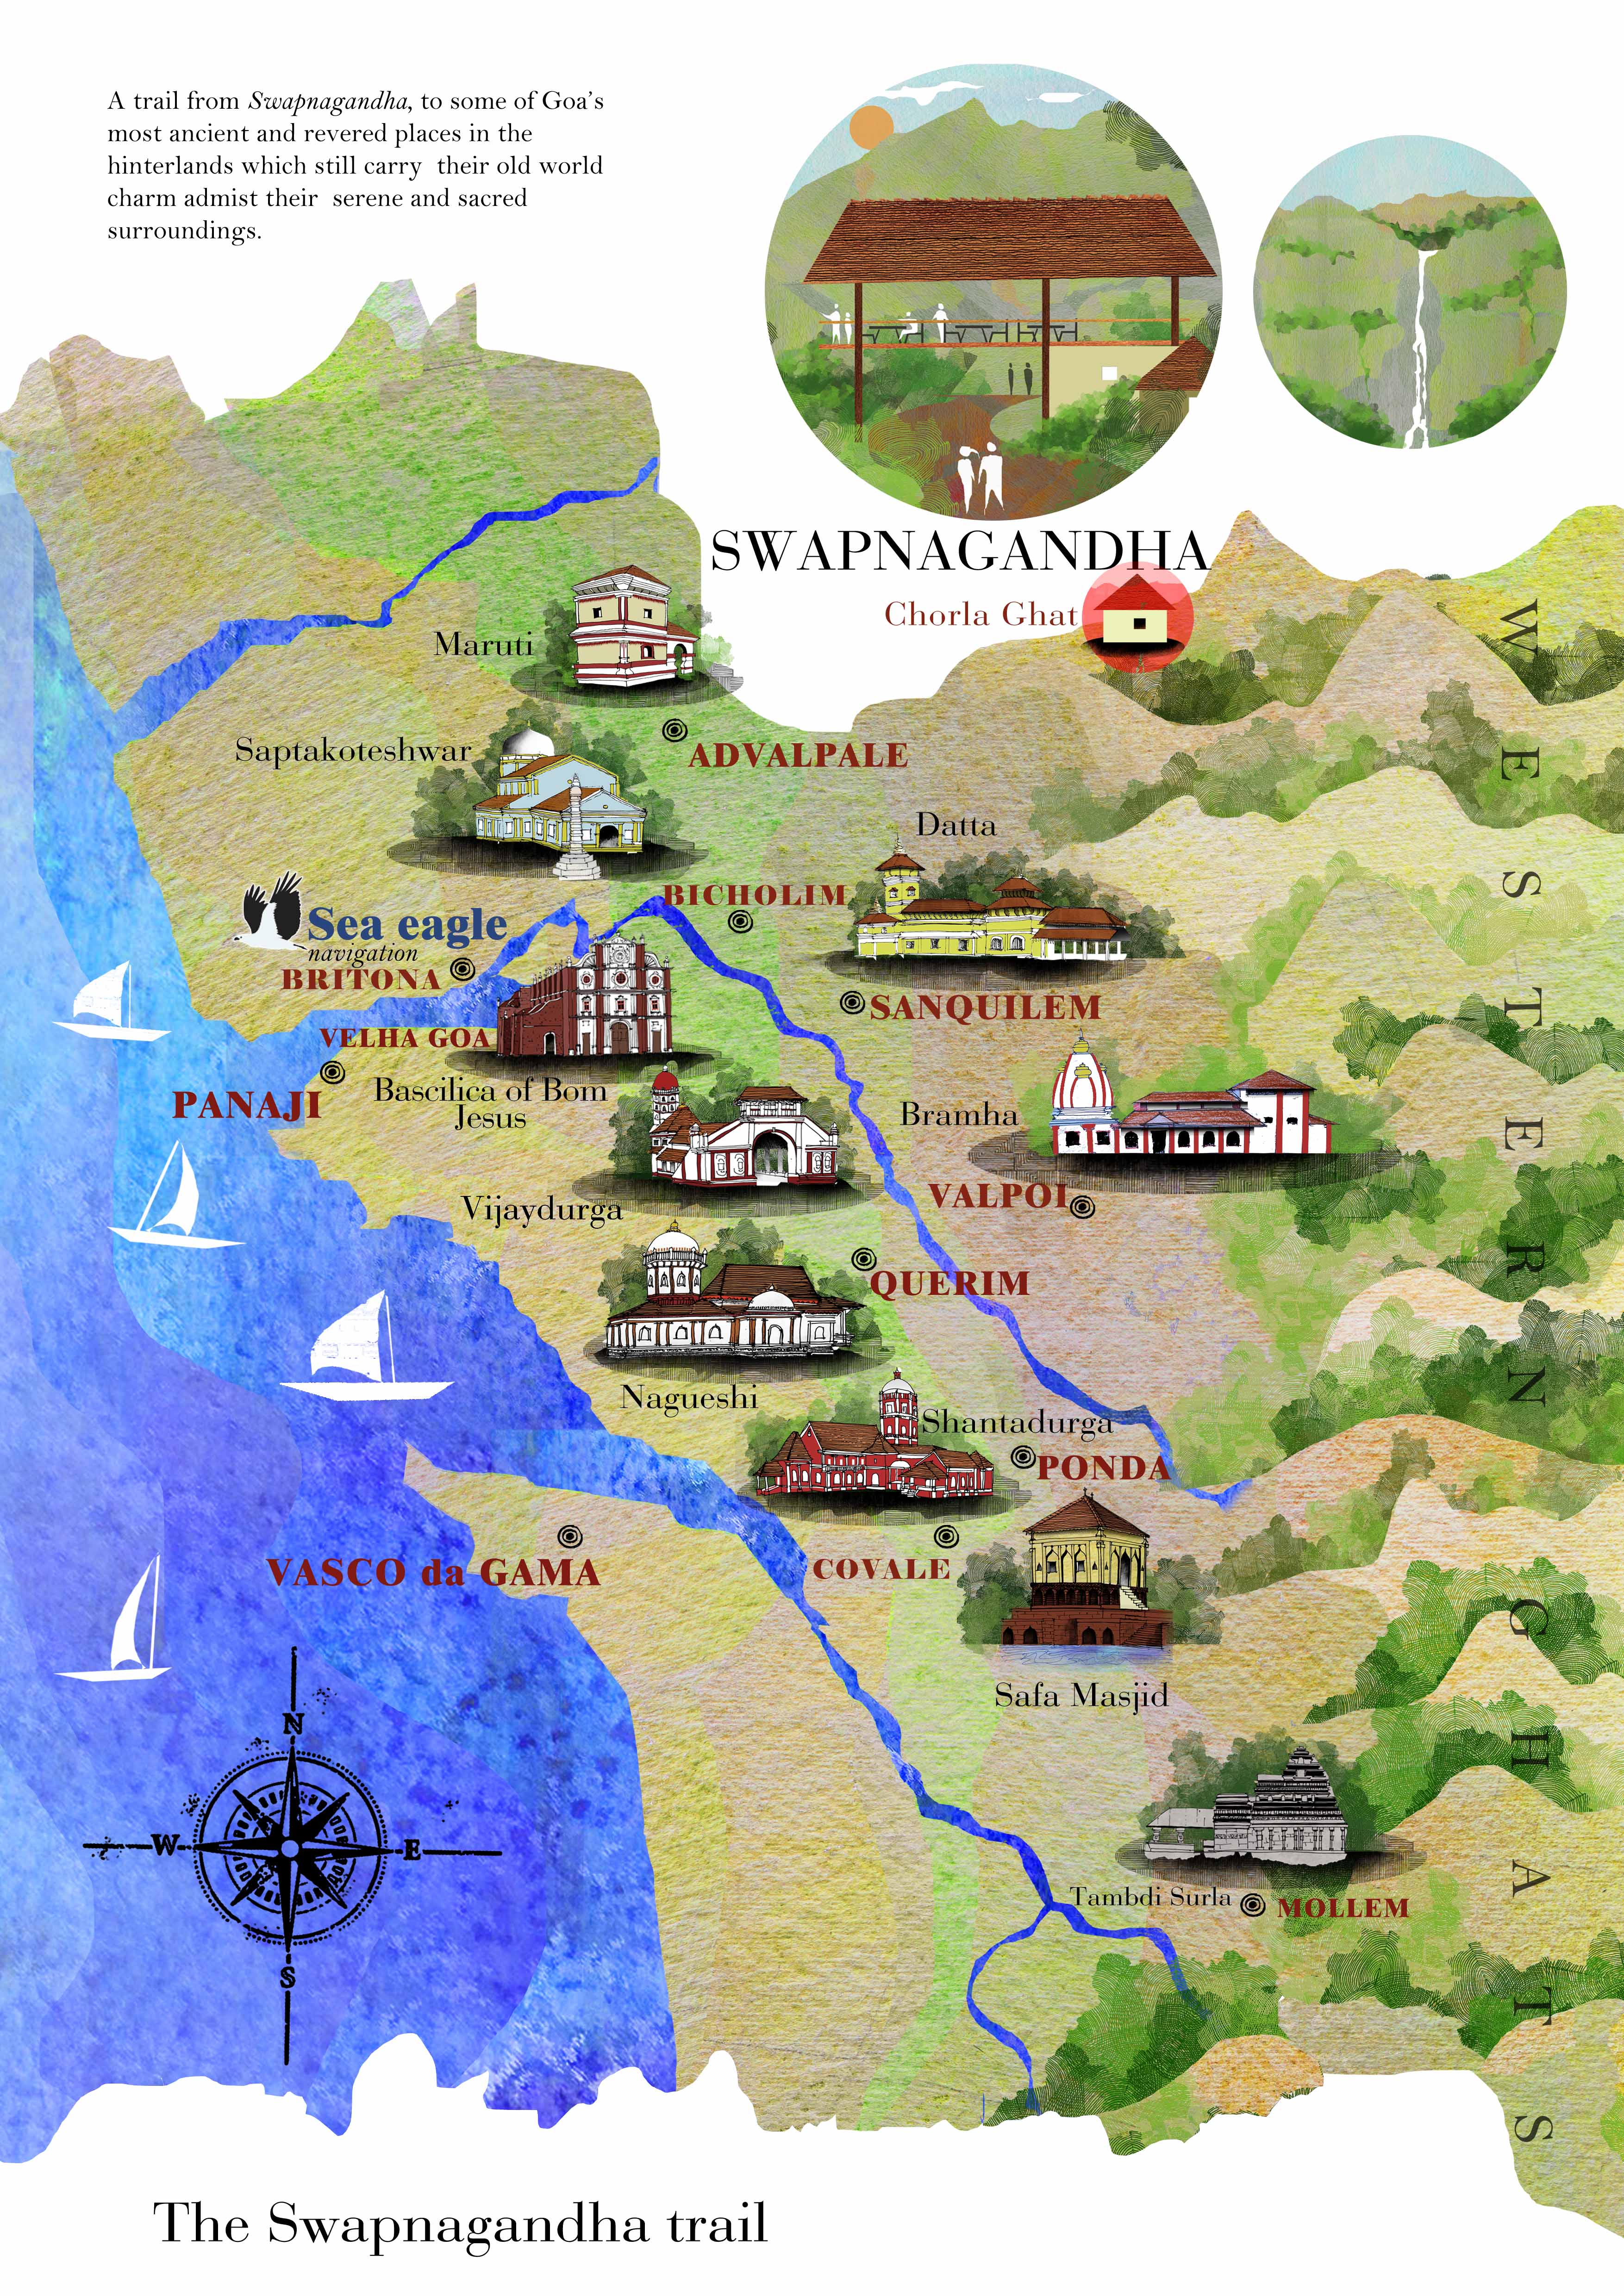 A trail from Swapnagandha, to some of Goa's
most ancient and revered places in the
hinterlands which still carry their old world
charm admist their serene and sacred
surroundings.
SWAPNAGANDHA
Chorla Ghat
Maruti
ADVALPALE
Saptakoteshwar
Datta
BICHOLIM
Sea eagle
navigation
BRITONA
SANQUILEM
VELHA GOA
PANAJI
Bascilica of Bom
Jesus
Bramha
VALPOI
Vijaydurga
QUERIM
Nagueshi
Shantadurga
PONDA
VASCO da GAMA
COVALE
Safa Masjid
Tambdi Surla
MOLLEM
WESTERN GHATS
N
W
E
S
The Swapnagandha trail